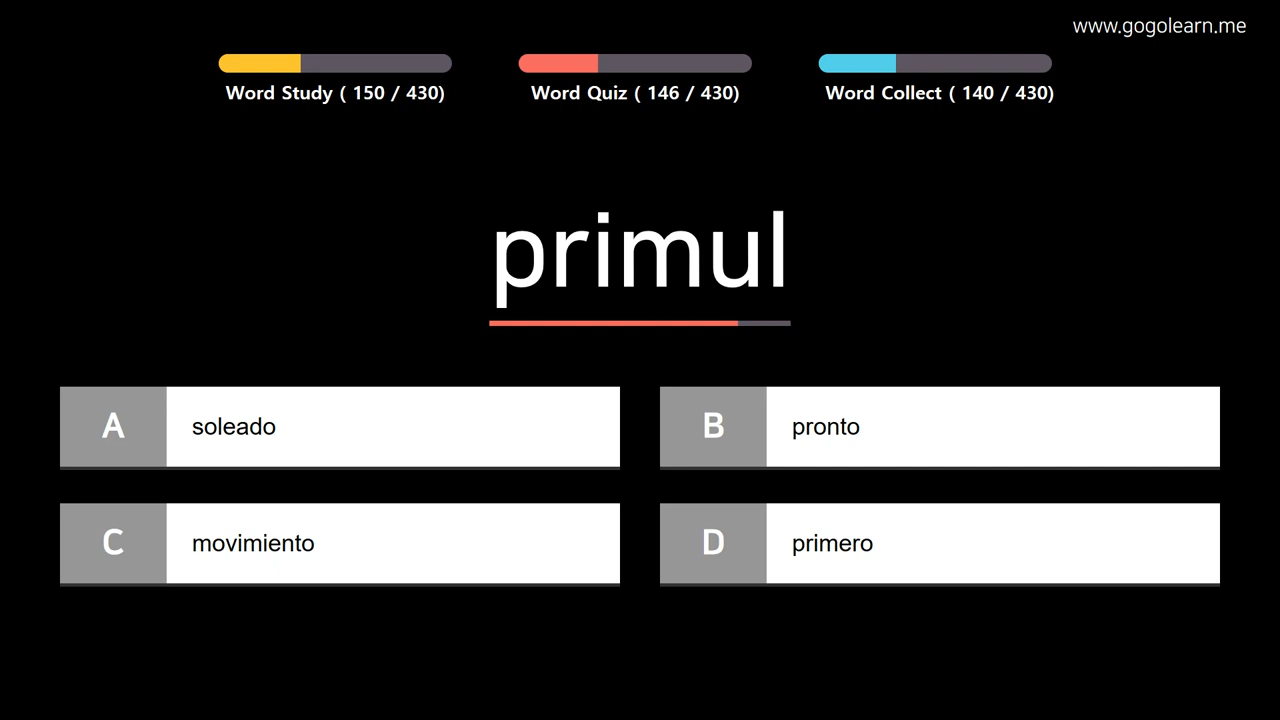 www.gogolearn.me
Word Study ( 150 / 430)
Word Quiz ( 146 / 430)
Word Collect ( 140 / 430)
primul
A soleado
B pronto
C movimiento
D primero